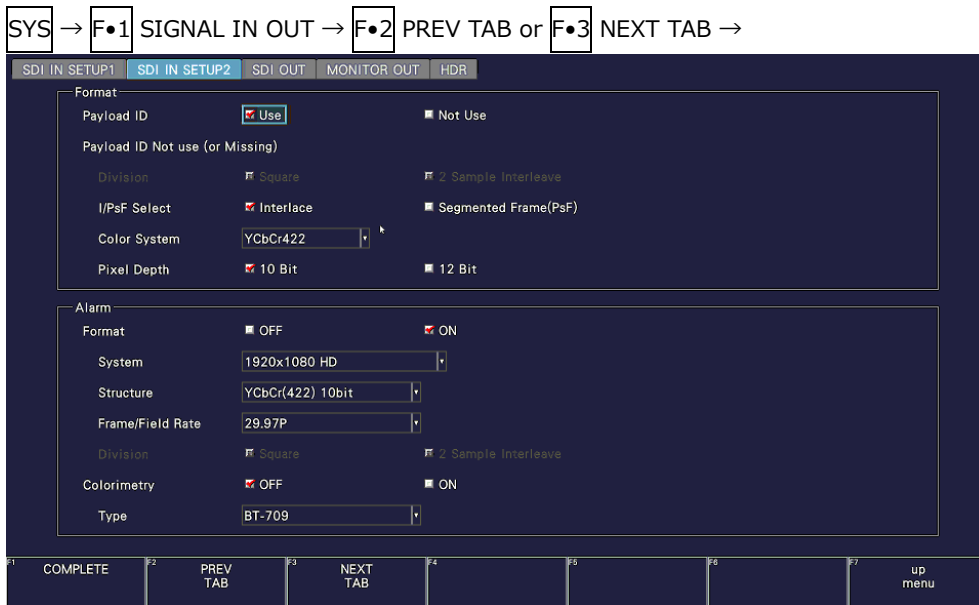 SYS → F•1 SIGNAL IN OUT → F•2 PREV TAB or F•3 NEXT TAB →
SDI IN SETUP1 SDI IN SETUP2 SDI OUT MONITOR OUT HDR
Format
Payload ID Use Not Use
Payload ID Not use (or Missing)
Division Square 2 Sample Interleave
I/PsF Select Interlace Segmented Frame(PsF)
Color System YCbCr422
Pixel Depth 10 Bit 12 Bit
Alarm
Format OFF ON
System 1920x1080 HD
Structure YCbCr(422) 10bit
Frame/Field Rate 29.97P
Division Square 2 Sample Interleave
Colorimetry OFF ON
Type BT-709
F1 COMPLETE F2 PREV TAB F3 NEXT TAB F4 F5 F6 F7 up menu